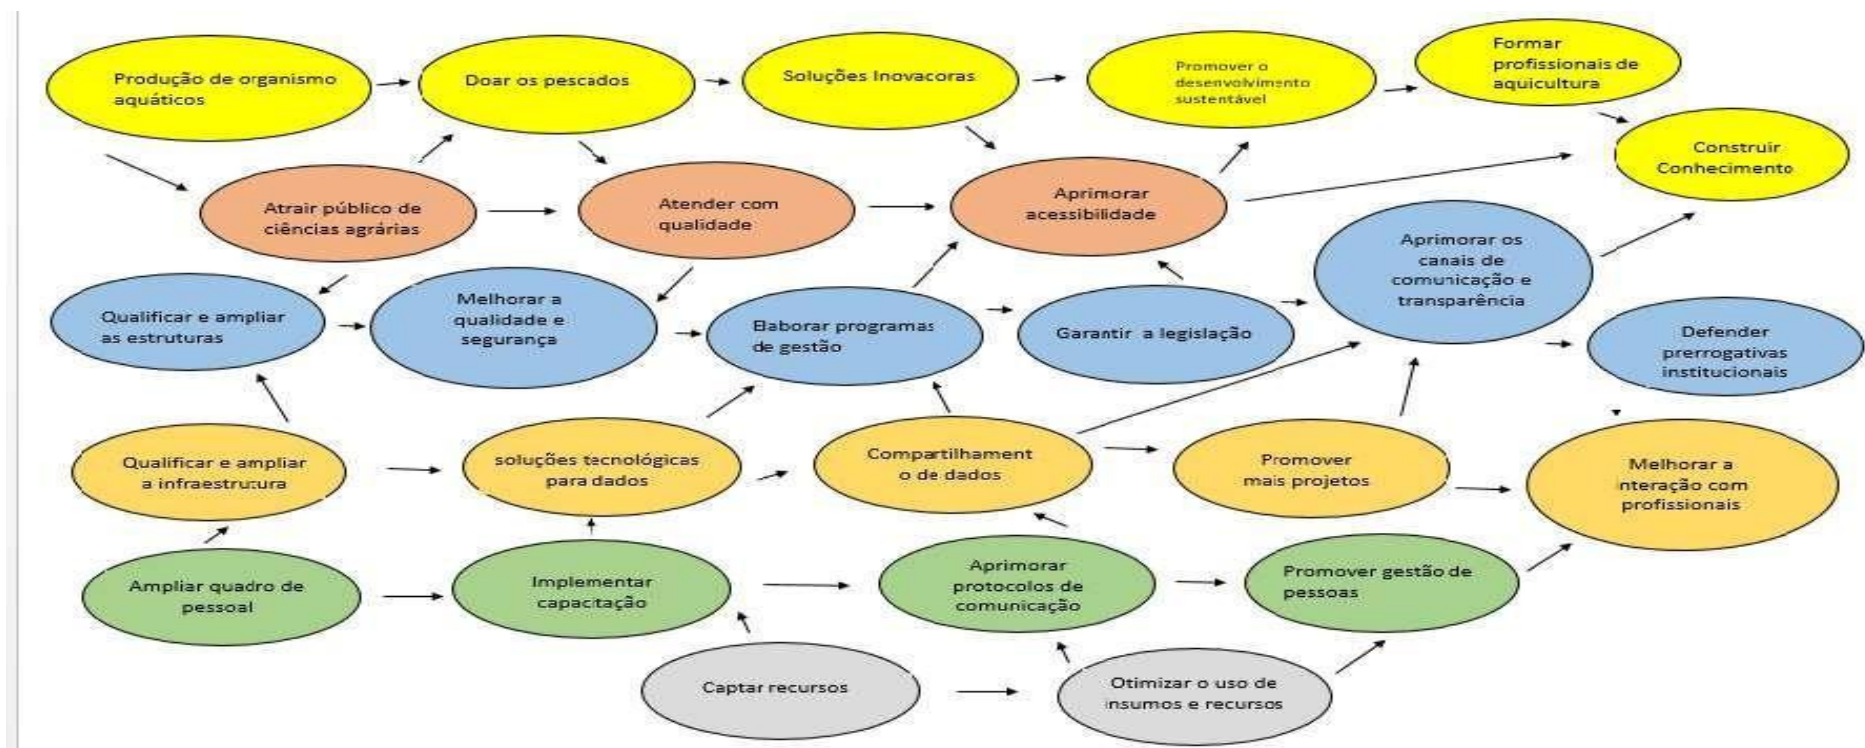 Produção de organismo
aquáticos
Doar os pescados
Soluções Inovacoras
Promover o
desenvolvimento
sustentável
Formar
profissionais de
aquicultura
Construir
Conhecimento
Atrair público de
ciências agrárias
Atender com
qualidade
Aprimorar
acessibilidade
Qualificar e ampliar
as estruturas
Melhorar a
qualidade e
segurança
Elaborar programas
de gestão
Garantir a legislação
Aprimorar os
canais de
comunicação e
transparência
Defender
prerrogativas
institucionais
Qualificar e ampliar
a infraestrutura
soluções tecnológicas
para dados
Compartilhament
o de dados
Promover
mais projetos
Melhorar a
interação com
profissionais
Ampliar quadro de
pessoal
Implementar
capacitação
Aprimorar
protocolos de
comunicação
Promover gestão de
pessoas
Captar recursos
Otimizar o uso de
insumos e recursos